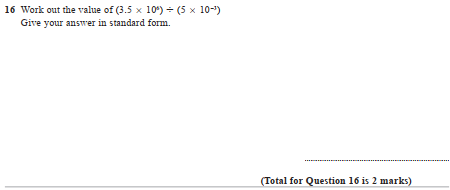 16 Work out the value of (3.5 × 10⁶) ÷ (5 × 10⁻³)
Give your answer in standard form.
(Total for Question 16 is 2 marks)